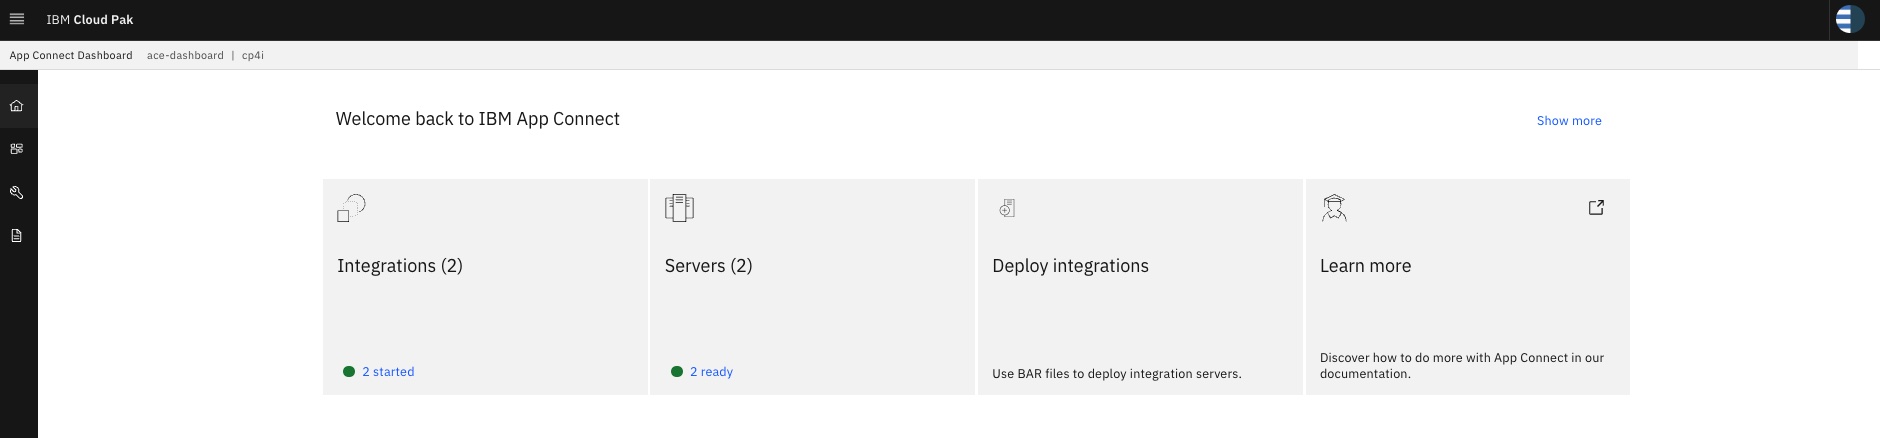 IBM Cloud Pak
App Connect Dashboard ace-dashboard | cp4i
Welcome back to IBM App Connect
Show more
Integrations (2)
2 started
Servers (2)
2 ready
Deploy integrations
Use BAR files to deploy integration servers.
Learn more
Discover how to do more with App Connect in our
documentation.